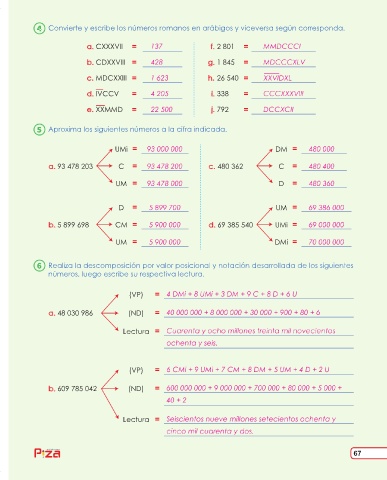 4 Convierte y escribe los números romanos en arábigos y viceversa según corresponda.
a. CXXXVII = 137 f. 2 801 = MMDCCCI
b. CDXXVIII = 428 g. 1 845 = MDCCCXLV
c. MDCXXIII = 1 623 h. 26 540 = X̅X̅V̅I̅DXL
d. I̅V̅CCV = 4 205 i. 338 = CCCXXXVIII
e. X̅X̅MMD = 22 500 j. 792 = DCCXCII
5 Aproxima los siguientes números a la cifra indicada.
UMi = 93 000 000 DM = 480 000
a. 93 478 203 C = 93 478 200 c. 480 362 C = 480 400
UM = 93 478 000 D = 480 360
D = 5 899 700 UM = 69 386 000
b. 5 899 698 CM = 5 900 000 d. 69 385 540 UMi = 69 000 000
UM = 5 900 000 DMi = 70 000 000
6 Realiza la descomposición por valor posicional y notación desarrollada de los siguientes
números, luego escribe su respectiva lectura.
(VP) = 4 DMi + 8 UMi + 3 DM + 9 C + 8 D + 6 U
a. 48 030 986 (ND) = 40 000 000 + 8 000 000 + 30 000 + 900 + 80 + 6
Lectura = Cuarenta y ocho millones treinta mil novecientos
ochenta y seis.
(VP) = 6 CMi + 9 UMi + 7 CM + 8 DM + 5 UM + 4 D + 2 U
b. 609 785 042 (ND) = 600 000 000 + 9 000 000 + 700 000 + 80 000 + 5 000 +
40 + 2
Lectura = Seiscientos nueve millones setecientos ochenta y
cinco mil cuarenta y dos.
Piza
67